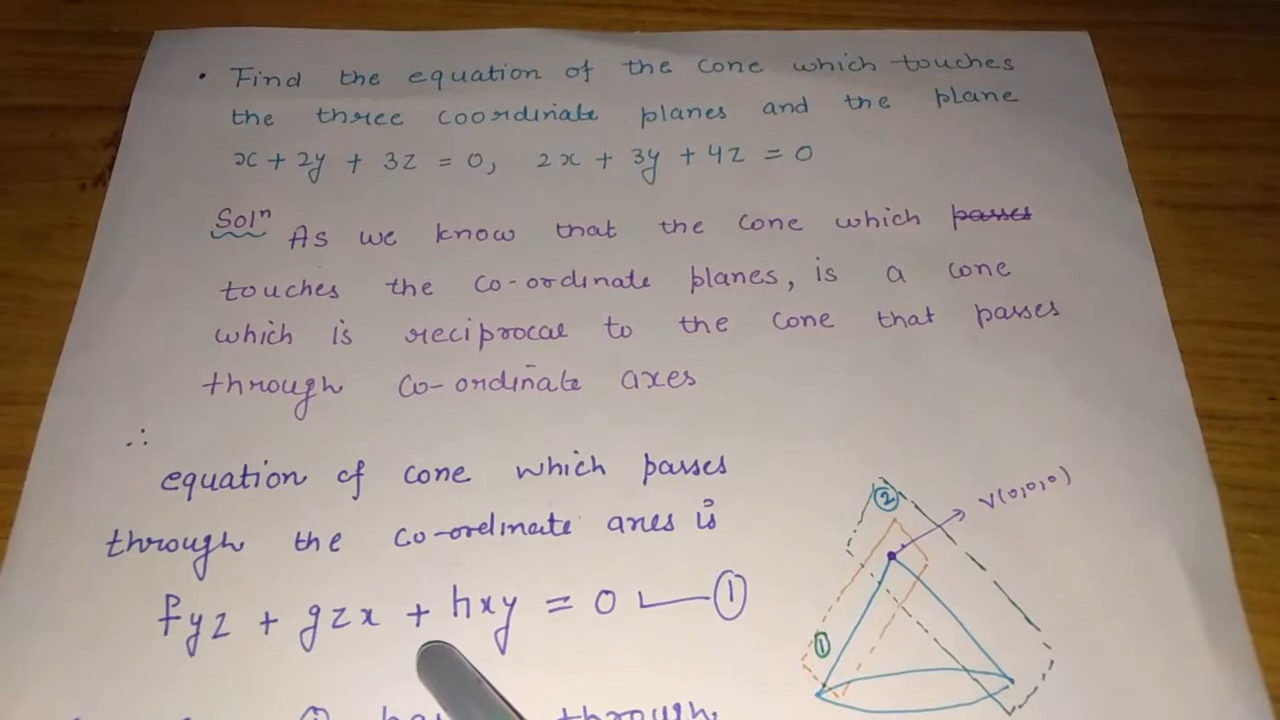 • Find the equation of the cone which touches
the three coordinate planes and the plane
x + 2y + 3z = 0, 2x + 3y + 4z = 0
Solⁿ As we know that the cone which passes
touches the co-ordinate planes, is a cone
which is reciprocal to the cone that passes
through co-ordinate axes
∴
equation of cone which passes
through the co-ordinate axes is
fyz + gzx + hxy = 0 — ①
② V(0,0,0)
①
① through,